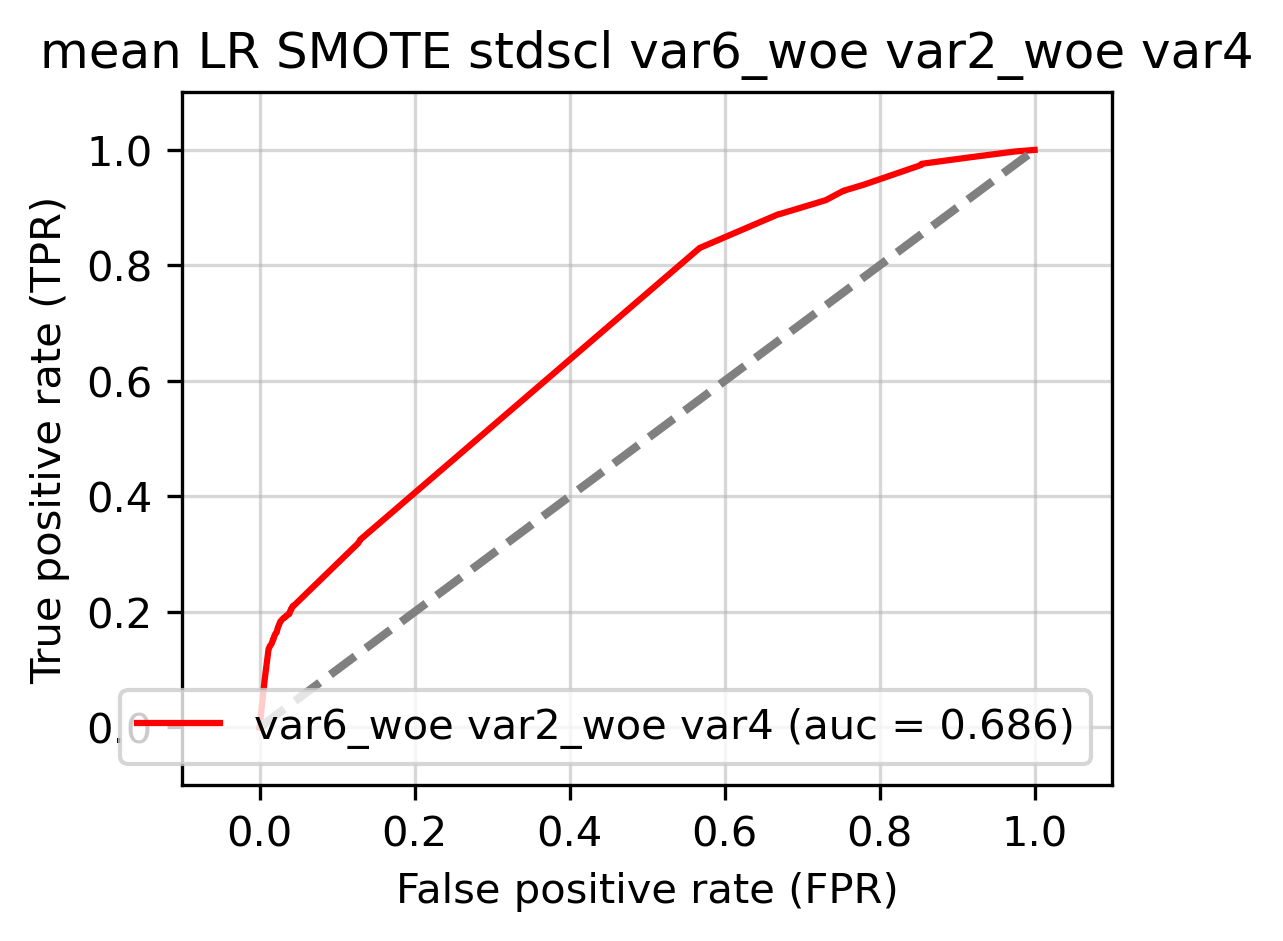 mean LR SMOTE stdscl var6_woe var2_woe var4
True positive rate (TPR)
1.0
0.8
0.6
0.4
0.2
0.0
var6_woe var2_woe var4 (auc = 0.686)
0.0 0.2 0.4 0.6 0.8 1.0
False positive rate (FPR)